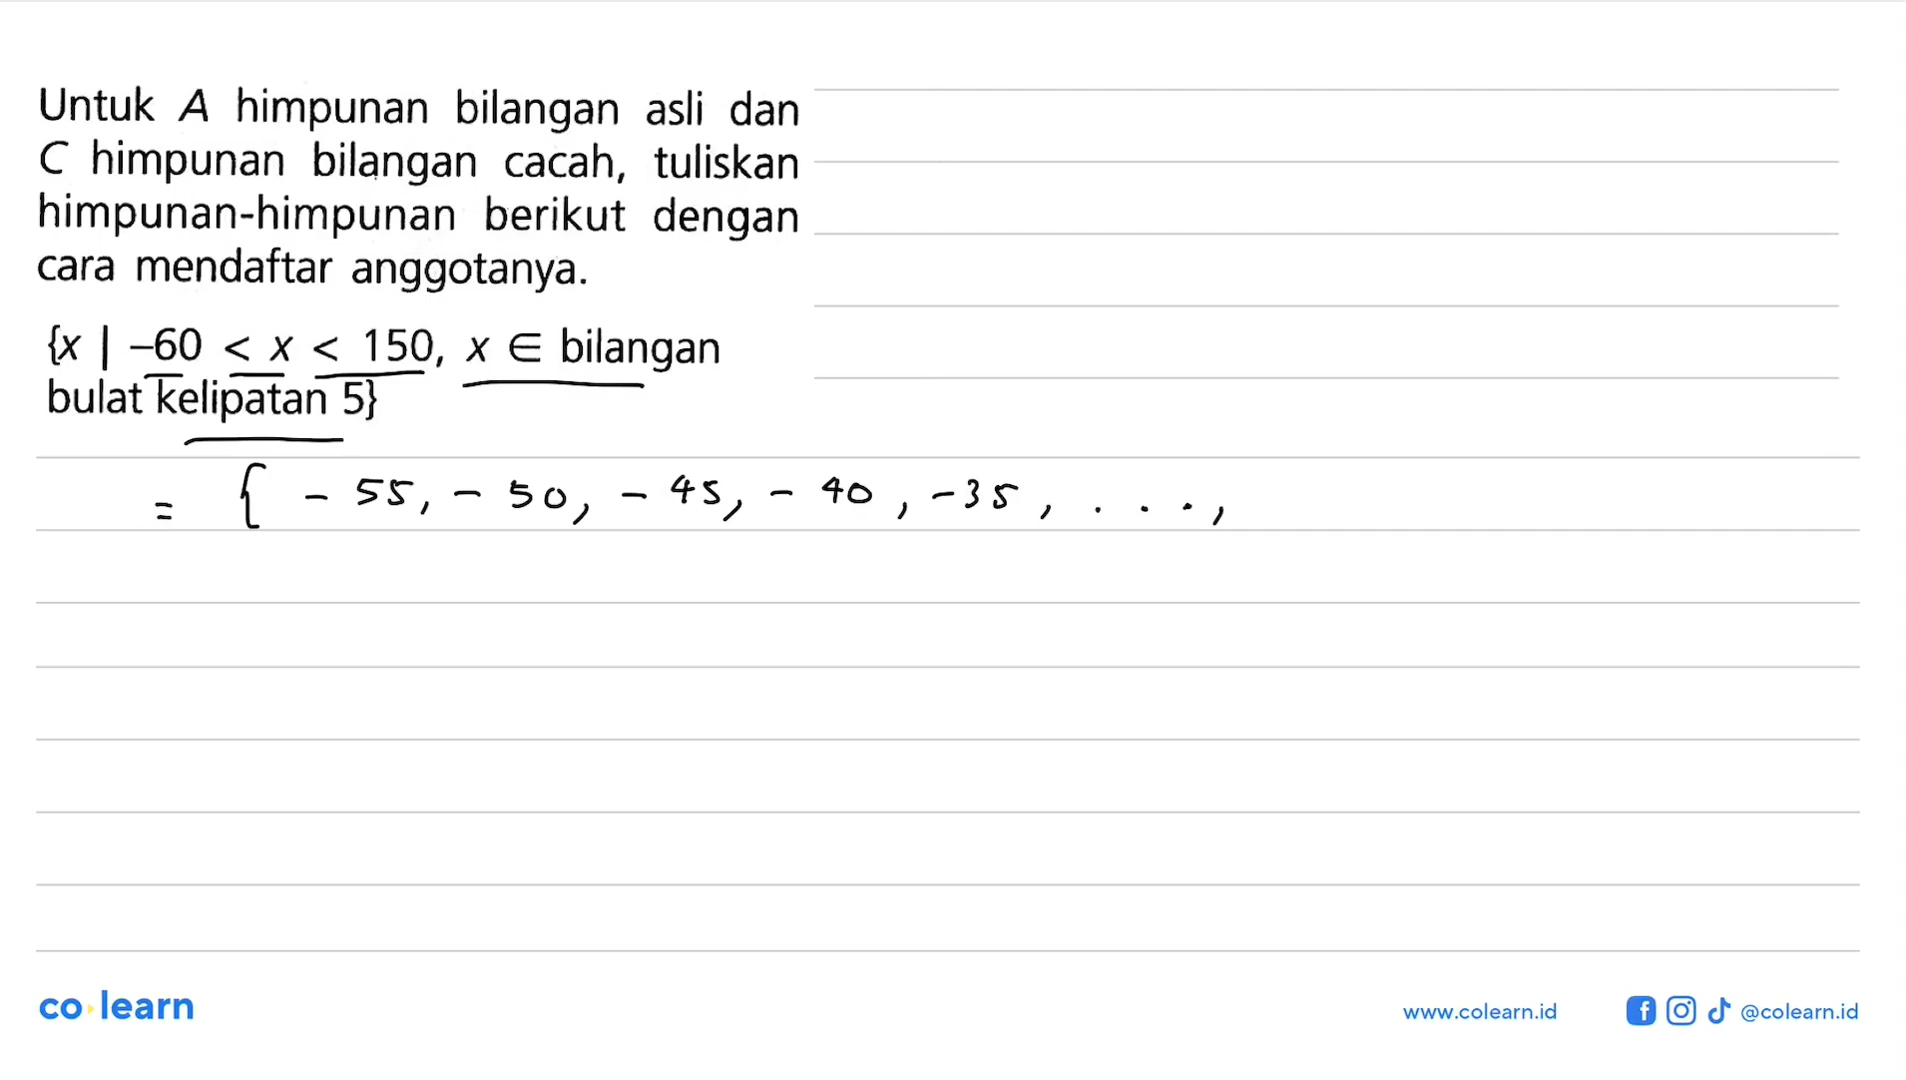 Untuk A himpunan bilangan asli dan
C himpunan bilangan cacah, tuliskan
himpunan-himpunan berikut dengan
cara mendaftar anggotanya.
{x | –60 < x < 150, x ∈ bilangan
bulat kelipatan 5}
= { - 55, - 50, - 45, - 40, -35, . . . ,
co learn
www.colearn.id
@colearn.id